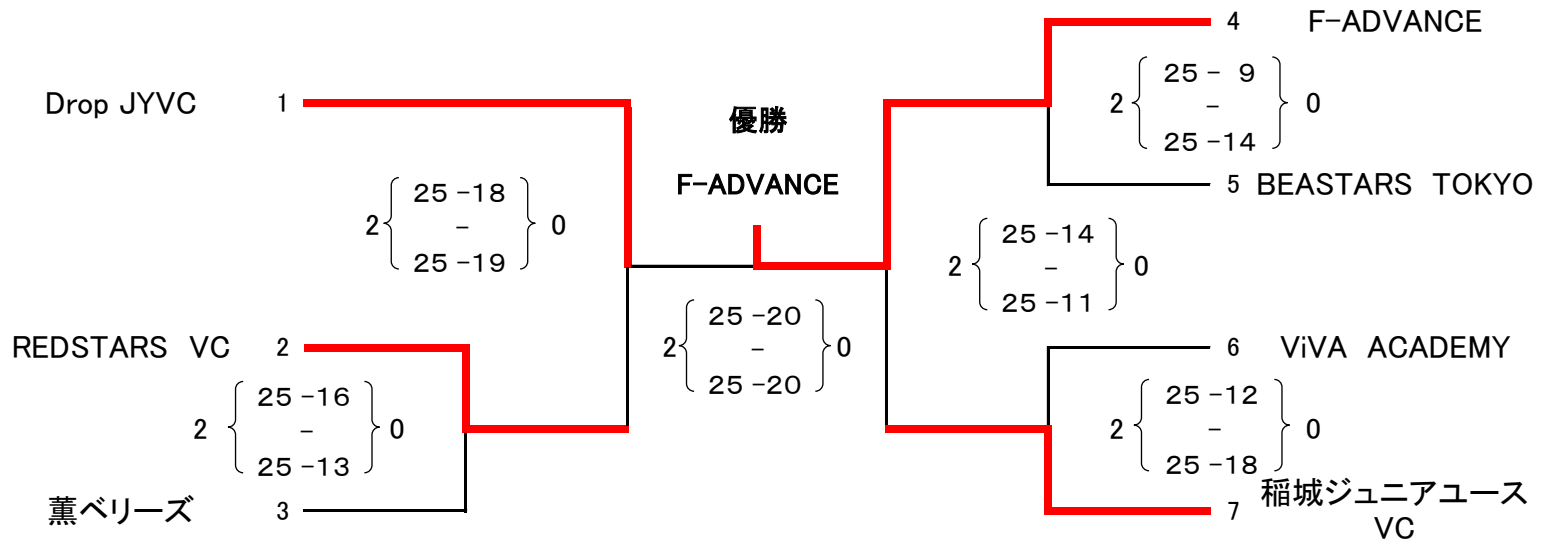 4 F-ADVANCE
Drop JYVC 1
優勝
F-ADVANCE
2 25 - 9 0
-
25 -14
5 BEASTARS TOKYO
2 25 -18 0
-
25 -19
2 25 -14 0
-
25 -11
2 25 -20 0
-
25 -20
REDSTARS VC 2
6 ViVA ACADEMY
2 25 -16 0
-
25 -13
2 25 -12 0
-
25 -18
薫ベリーズ 3
7 稲城ジュニアユース
VC